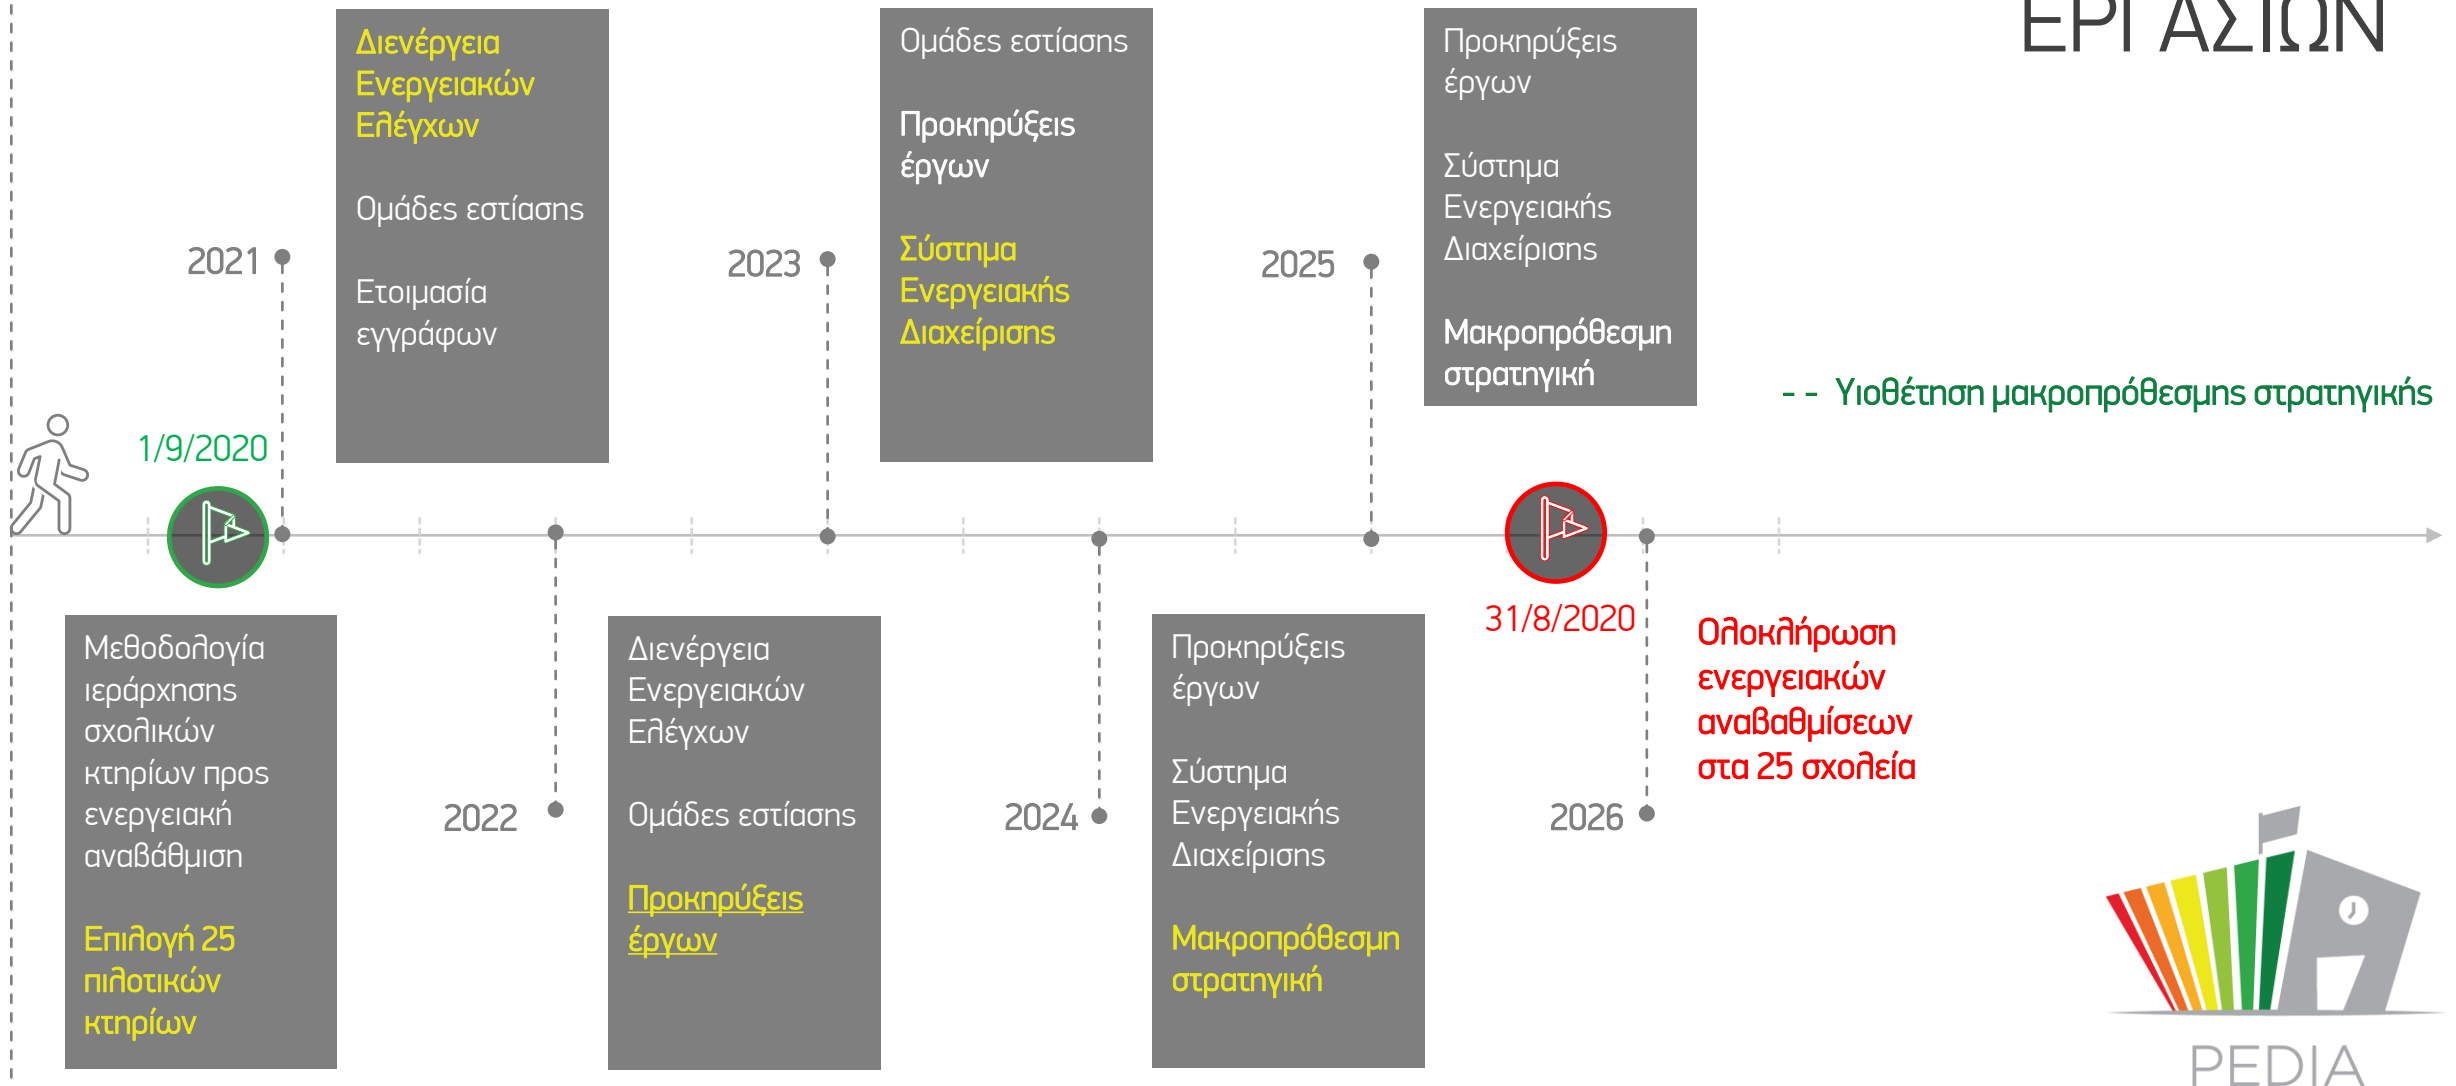 ΕΡΓΑΣΙΩΝ
Διενέργεια
Ενεργειακών
Ελέγχων
Ομάδες εστίασης
Ετοιμασία
εγγράφων
2021
Ομάδες εστίασης
Προκηρύξεις
έργων
Σύστημα
Ενεργειακής
Διαχείρισης
2023
Προκηρύξεις
έργων
Σύστημα
Ενεργειακής
Διαχείρισης
Μακροπρόθεσμη
στρατηγική
2025
- - Υιοθέτηση μακροπρόθεσμης στρατηγικής
1/9/2020
31/8/2020
Μεθοδολογία
ιεράρχησης
σχολικών
κτηρίων προς
ενεργειακή
αναβάθμιση
Επιλογή 25
πιλοτικών
κτηρίων
2022
Διενέργεια
Ενεργειακών
Ελέγχων
Ομάδες εστίασης
Προκηρύξεις
έργων
2024
Προκηρύξεις
έργων
Σύστημα
Ενεργειακής
Διαχείρισης
Μακροπρόθεσμη
στρατηγική
2026
Ολοκλήρωση
ενεργειακών
αναβαθμίσεων
στα 25 σχολεία
PEDIA